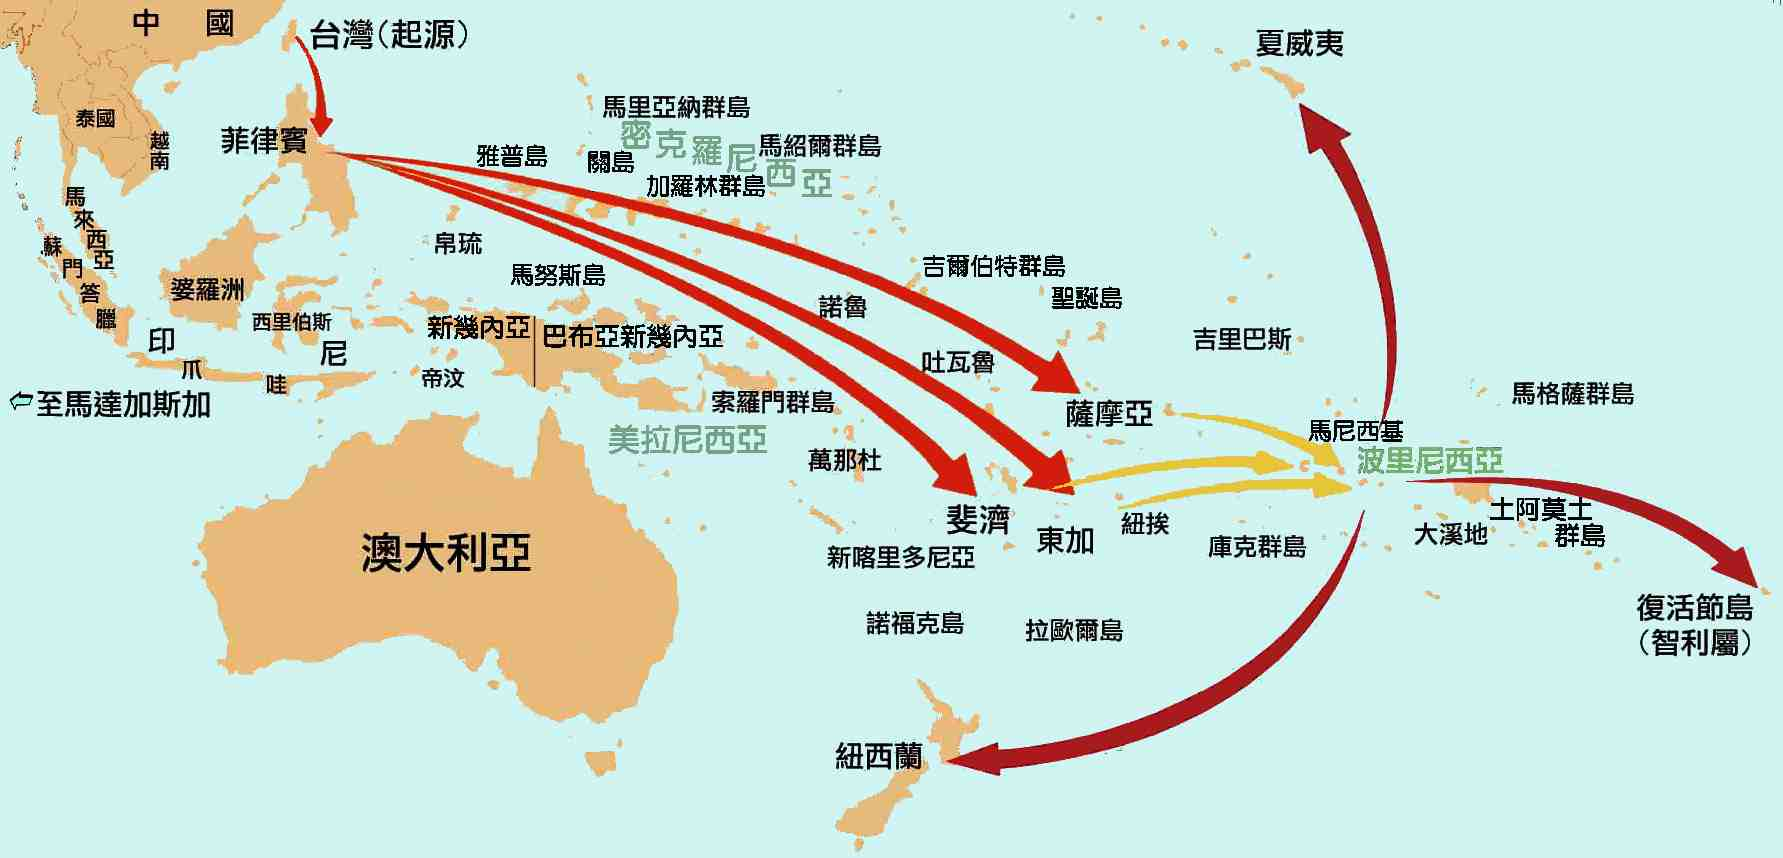 中國
台灣(起源)
夏威夷
泰國
越南
菲律賓
馬里亞納群島
密克羅尼西亞
馬紹爾群島
雅普島
關島
加羅林群島
馬來西亞
蘇門答臘
帛琉
婆羅洲
馬努斯島
吉爾伯特群島
聖誕島
諾魯
西里伯斯
新幾內亞
巴布亞新幾內亞
吉里巴斯
印尼
爪哇
帝汶
吐瓦魯
至馬達加斯加
索羅門群島
薩摩亞
馬格薩群島
美拉尼西亞
馬尼西基
萬那杜
波里尼西亞
斐濟
東加
紐挨
土阿莫土
群島
大溪地
庫克群島
澳大利亞
新喀里多尼亞
諾福克島
拉歐爾島
復活節島
(智利屬)
紐西蘭